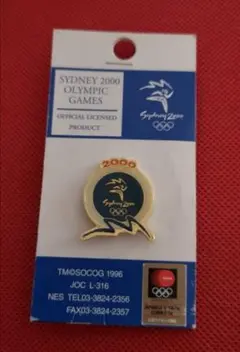 SYDNEY 2000
OLYMPIC
GAMES
OFFICIAL LICENSED
PRODUCT
Sydney 2000
2000
Sydney 2000
TM©SOCOG 1996
JOC L-316
NES TEL03-3824-2356
FAX03-3824-2357